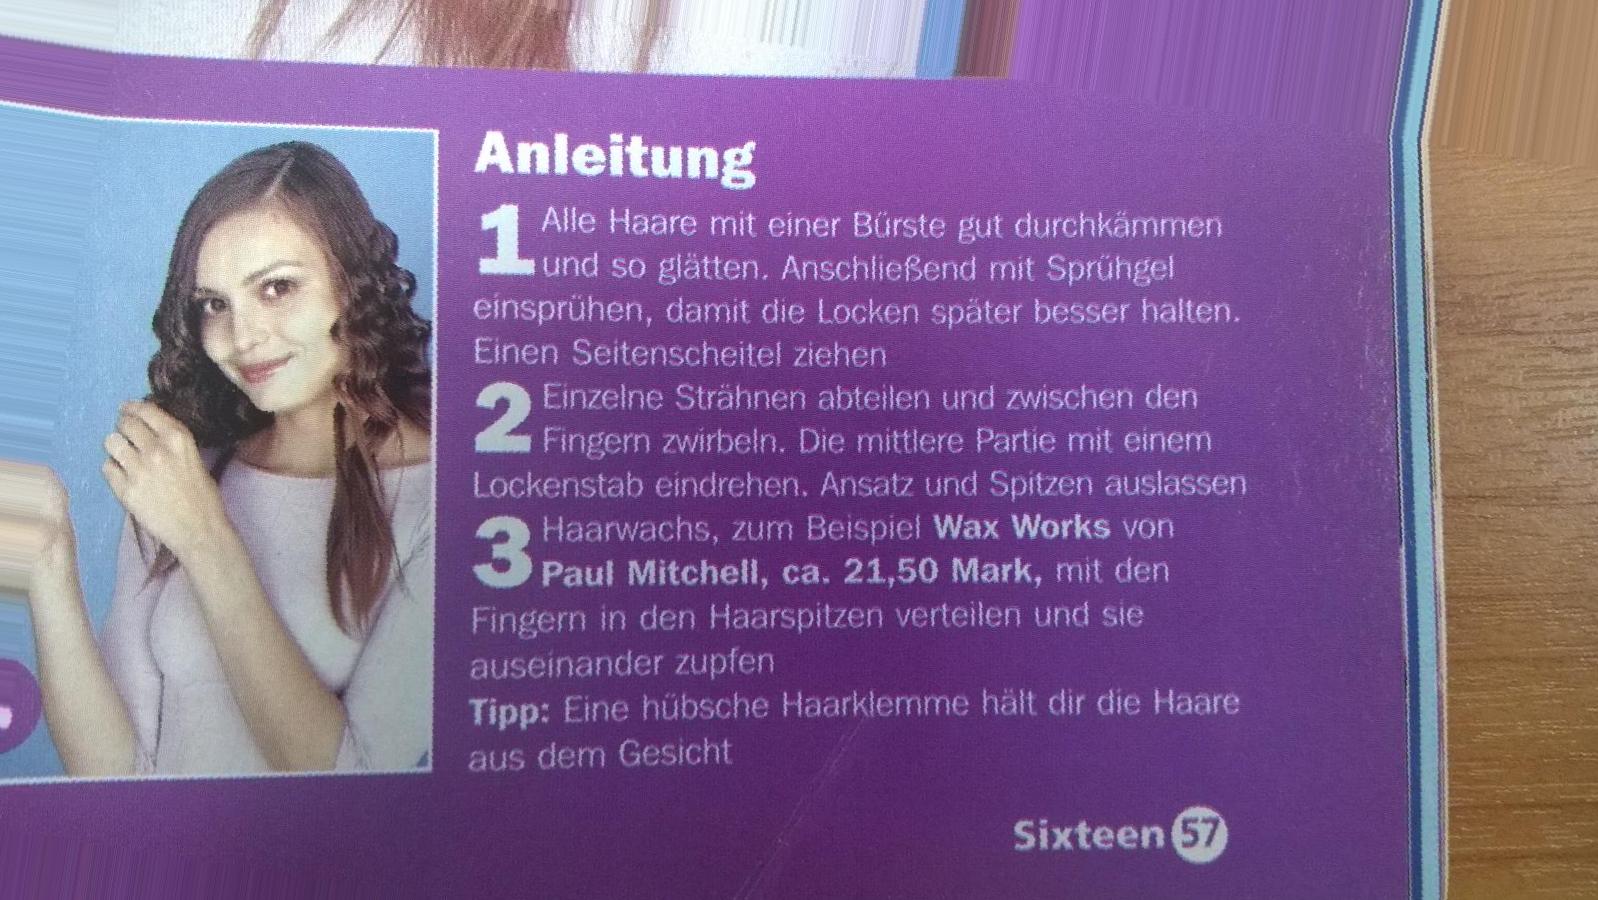 Anleitung
1 Alle Haare mit einer Bürste gut durchkämmen
und so glätten. Anschließend mit Sprühgel
einsprühen, damit die Locken später besser halten.
Einen Seitenscheitel ziehen
2 Einzelne Strähnen abteilen und zwischen den
Fingern zwirbeln. Die mittlere Partie mit einem
Lockenstab eindrehen. Ansatz und Spitzen auslassen
3 Haarwachs, zum Beispiel Wax Works von
Paul Mitchell, ca. 21,50 Mark, mit den
Fingern in den Haarspitzen verteilen und sie
auseinander zupfen
Tipp: Eine hübsche Haarklemme hält dir die Haare
aus dem Gesicht
Sixteen 57